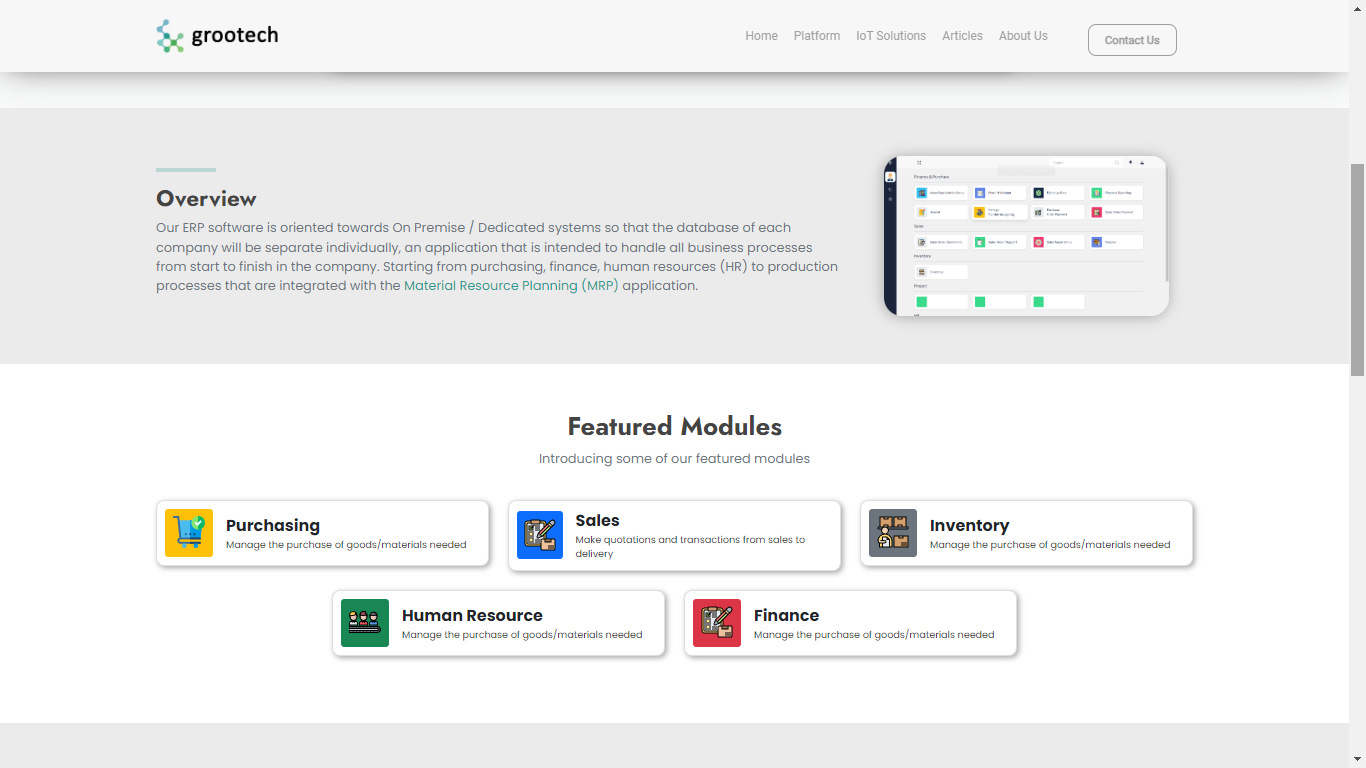 grootech
Home Platform IoT Solutions Articles About Us Contact Us
Overview
Our ERP software is oriented towards On Premise / Dedicated systems so that the database of each
company will be separate individually, an application that is intended to handle all business processes
from start to finish in the company. Starting from purchasing, finance, human resources (HR) to production
processes that are integrated with the Material Resource Planning (MRP) application.
Finance & Purchase
Sales
Inventory
Project
Featured Modules
Introducing some of our featured modules
Purchasing
Manage the purchase of goods/materials needed
Sales
Make quotations and transactions from sales to
delivery
Inventory
Manage the purchase of goods/materials needed
Human Resource
Manage the purchase of goods/materials needed
Finance
Manage the purchase of goods/materials needed